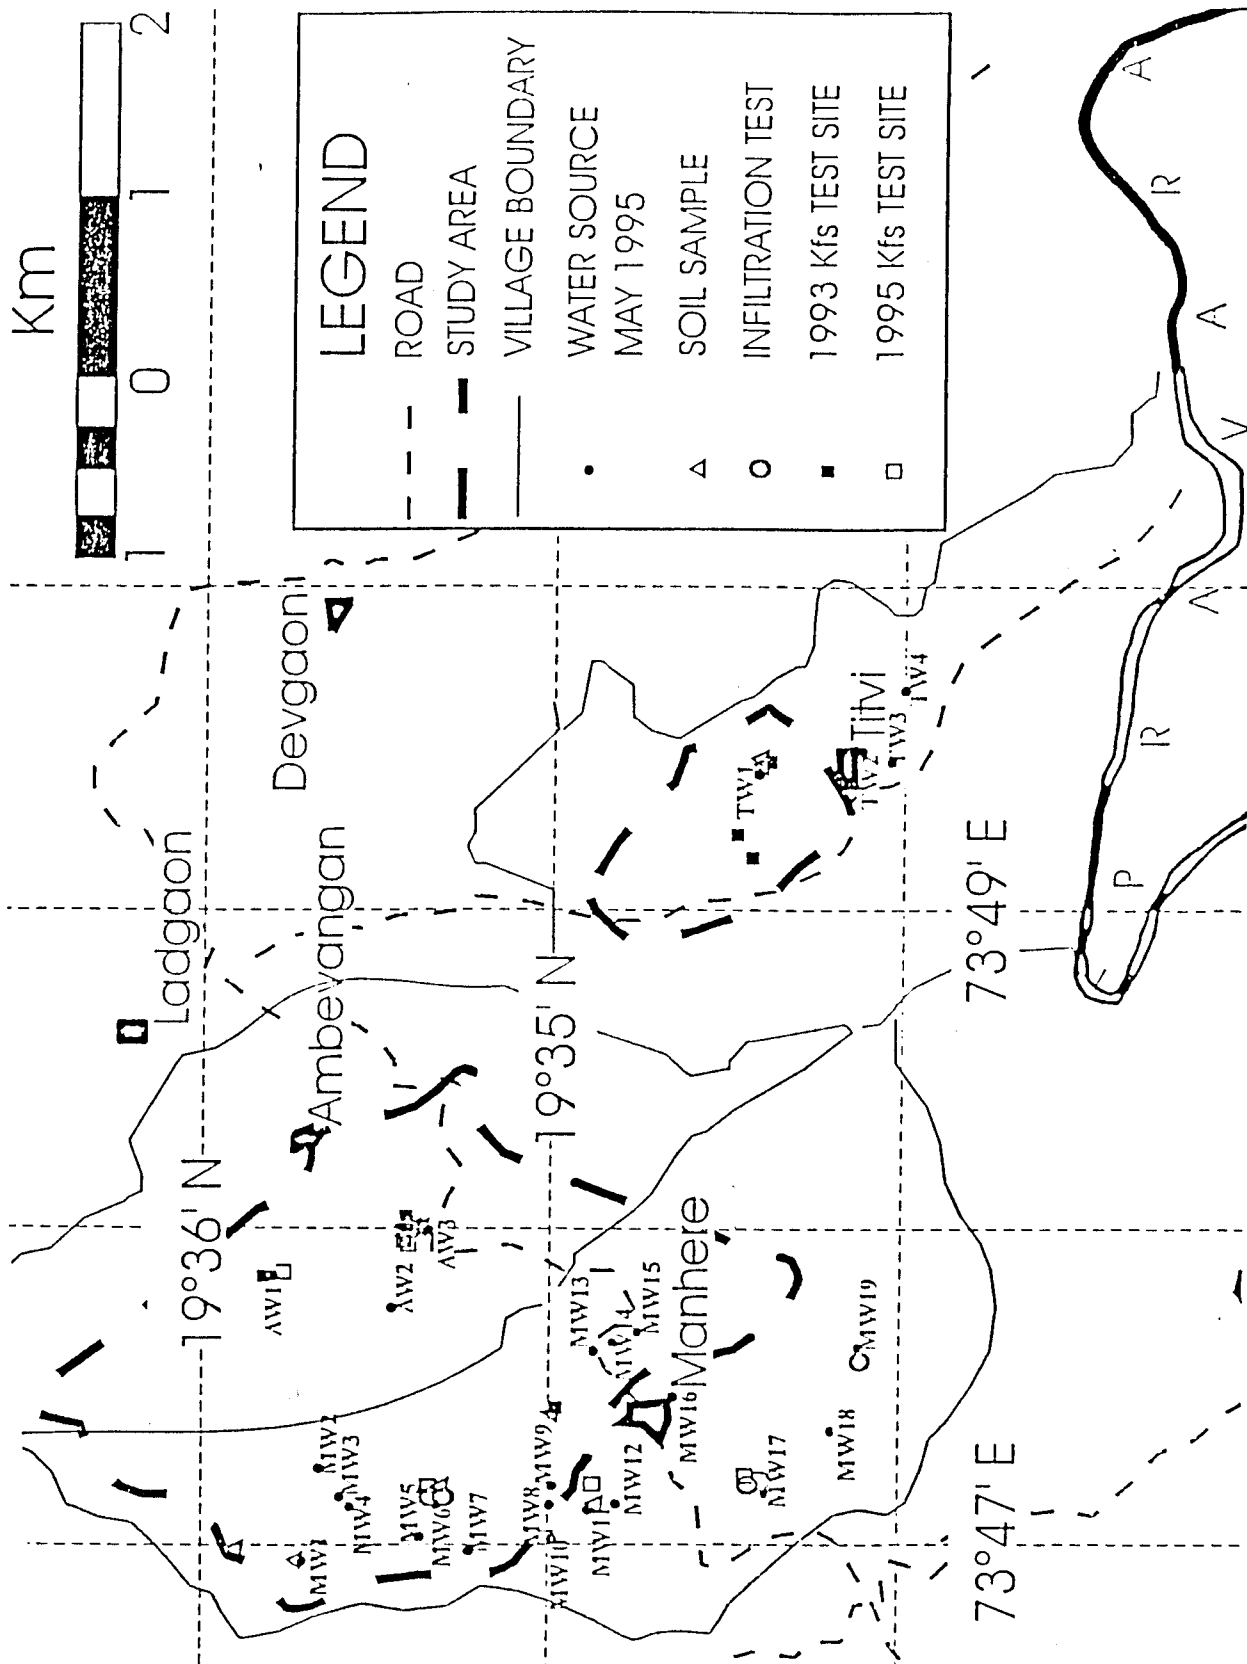 Km
1
0
1
2
LEGEND
ROAD
STUDY AREA
VILLAGE BOUNDARY
WATER SOURCE
MAY 1995
SOIL SAMPLE
INFILTRATION TEST
1993 Kfs TEST SITE
1995 Kfs TEST SITE
Ladgaon
Devgaon
Ambevangan
19°36' N
19°35' N
AW1
AW2
AW3
MW1
MW2
MW3
MW4
MW5
MW6
MW7
MW8
MW9
MW10
MW11
MW12
MW13
MW14
MW15
Manhere
MW16
MW17
MW18
MW19
TW1
TW2
Titvi
TW3
TW4
73°47' E
73°49' E
P R A V A R A